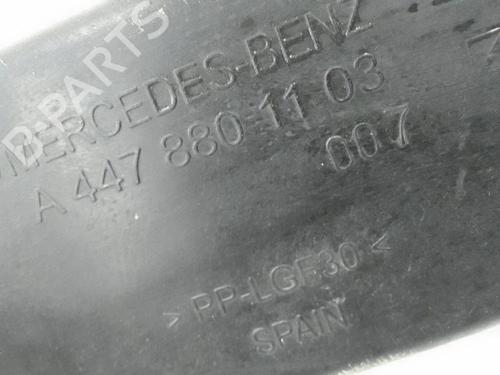 B-PARTS
MERCEDES-BENZ
A 447 880 11 03
007
> PP-LGF30 <
SPAIN